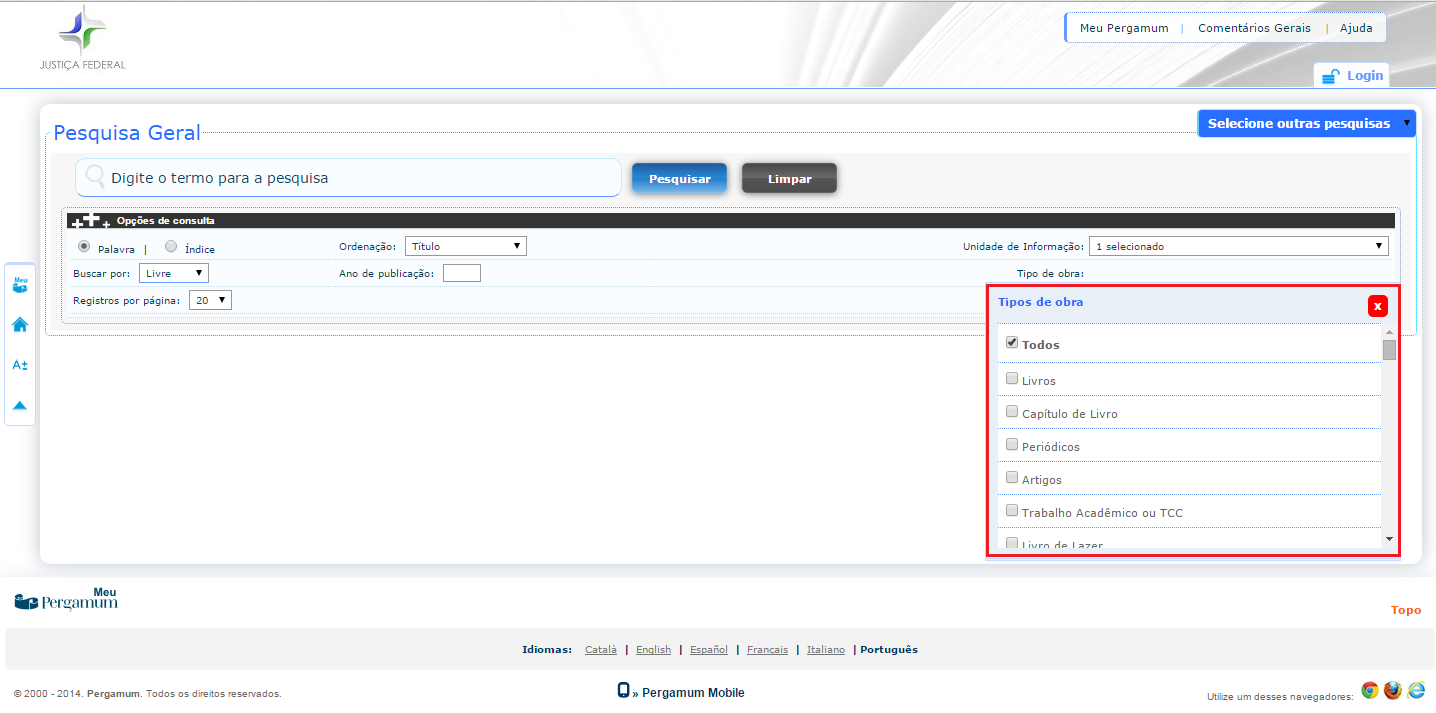 JUSTIÇA FEDERAL
Meu Pergamum | Comentários Gerais | Ajuda
Login
Pesquisa Geral
Selecione outras pesquisas
Digite o termo para a pesquisa
Pesquisar
Limpar
Opções de consulta
Palavra | Índice
Ordenação: Título
Unidade de Informação: 1 selecionado
Buscar por: Livre
Ano de publicação:
Tipo de obra:
Registros por página: 20
Meu
A±
Tipos de obra
x
Todos
Livros
Capítulo de Livro
Periódicos
Artigos
Trabalho Acadêmico ou TCC
Livro de Lazer
Meu
Pergamum
Topo
Idiomas: Català | English | Español | Français | Italiano | Português
© 2000 - 2014. Pergamum. Todos os direitos reservados.
» Pergamum Mobile
Utilize um desses navegadores: